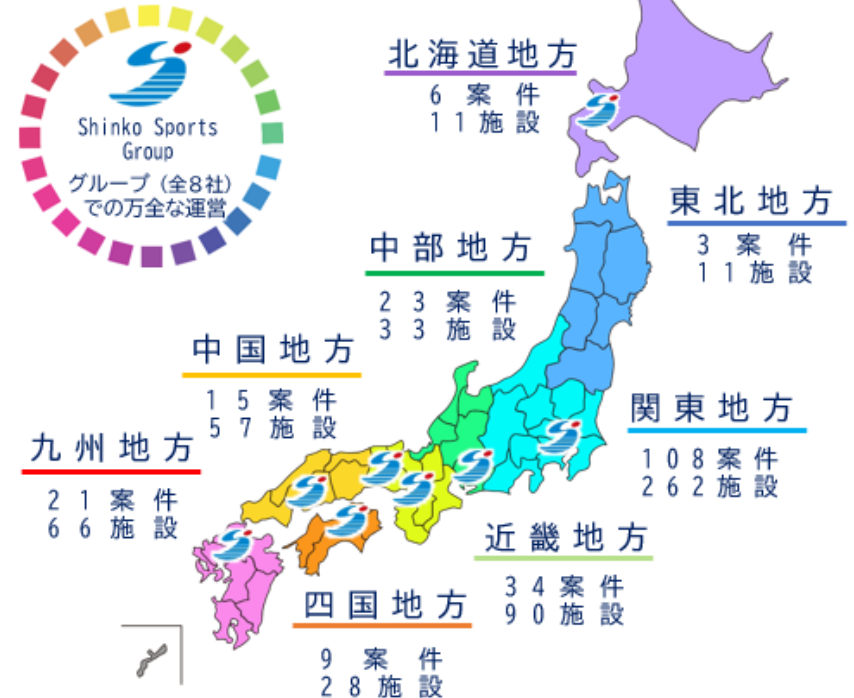 Shinko Sports
Group
グループ（全8社）
での万全な運営
北海道地方
6 案件
11施設
東北地方
3 案件
11施設
中部地方
23案件
33施設
中国地方
15案件
57施設
関東地方
108案件
262施設
九州地方
21案件
66施設
近畿地方
34案件
90施設
四国地方
9 案件
28施設